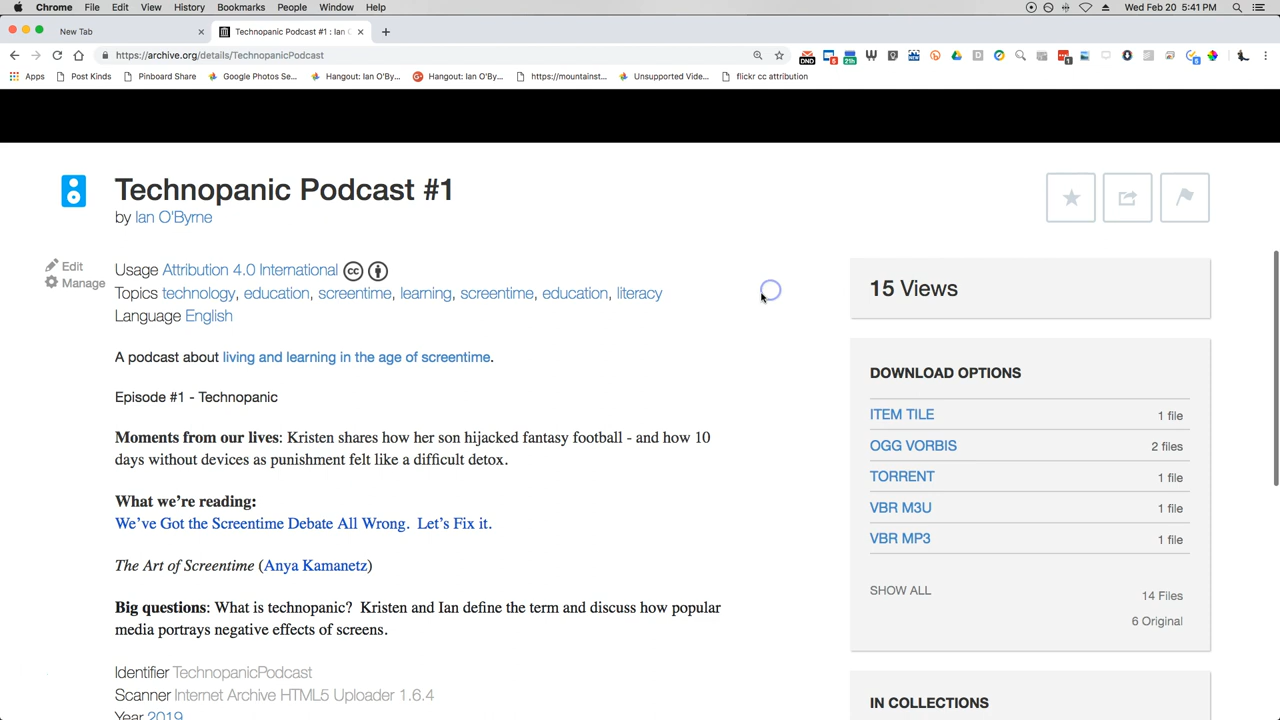 Chrome File Edit View History Bookmarks People Window Help Wed Feb 20 5:41 PM
New Tab Technopanic Podcast #1 : Ian O
https://archive.org/details/TechnopanicPodcast
DND 6 21h NEW 1 6
Apps Post Kinds Pinboard Share Google Photos Se... Hangout: Ian O'By... Hangout: Ian O'By... https://mountainst... Unsupported Vide... flickr cc attribution
Technopanic Podcast #1
by Ian O'Byrne
Edit
Manage
Usage Attribution 4.0 International cc
Topics technology, education, screentime, learning, screentime, education, literacy
Language English
A podcast about living and learning in the age of screentime.
Episode #1 - Technopanic
Moments from our lives: Kristen shares how her son hijacked fantasy football - and how 10
days without devices as punishment felt like a difficult detox.
What we're reading:
We've Got the Screentime Debate All Wrong. Let's Fix it.
The Art of Screentime (Anya Kamanetz)
Big questions: What is technopanic? Kristen and Ian define the term and discuss how popular
media portrays negative effects of screens.
Identifier TechnopanicPodcast
Scanner Internet Archive HTML5 Uploader 1.6.4
Year 2019
15 Views
DOWNLOAD OPTIONS
ITEM TILE 1 file
OGG VORBIS 2 files
TORRENT 1 file
VBR M3U 1 file
VBR MP3 1 file
SHOW ALL 14 Files
6 Original
IN COLLECTIONS